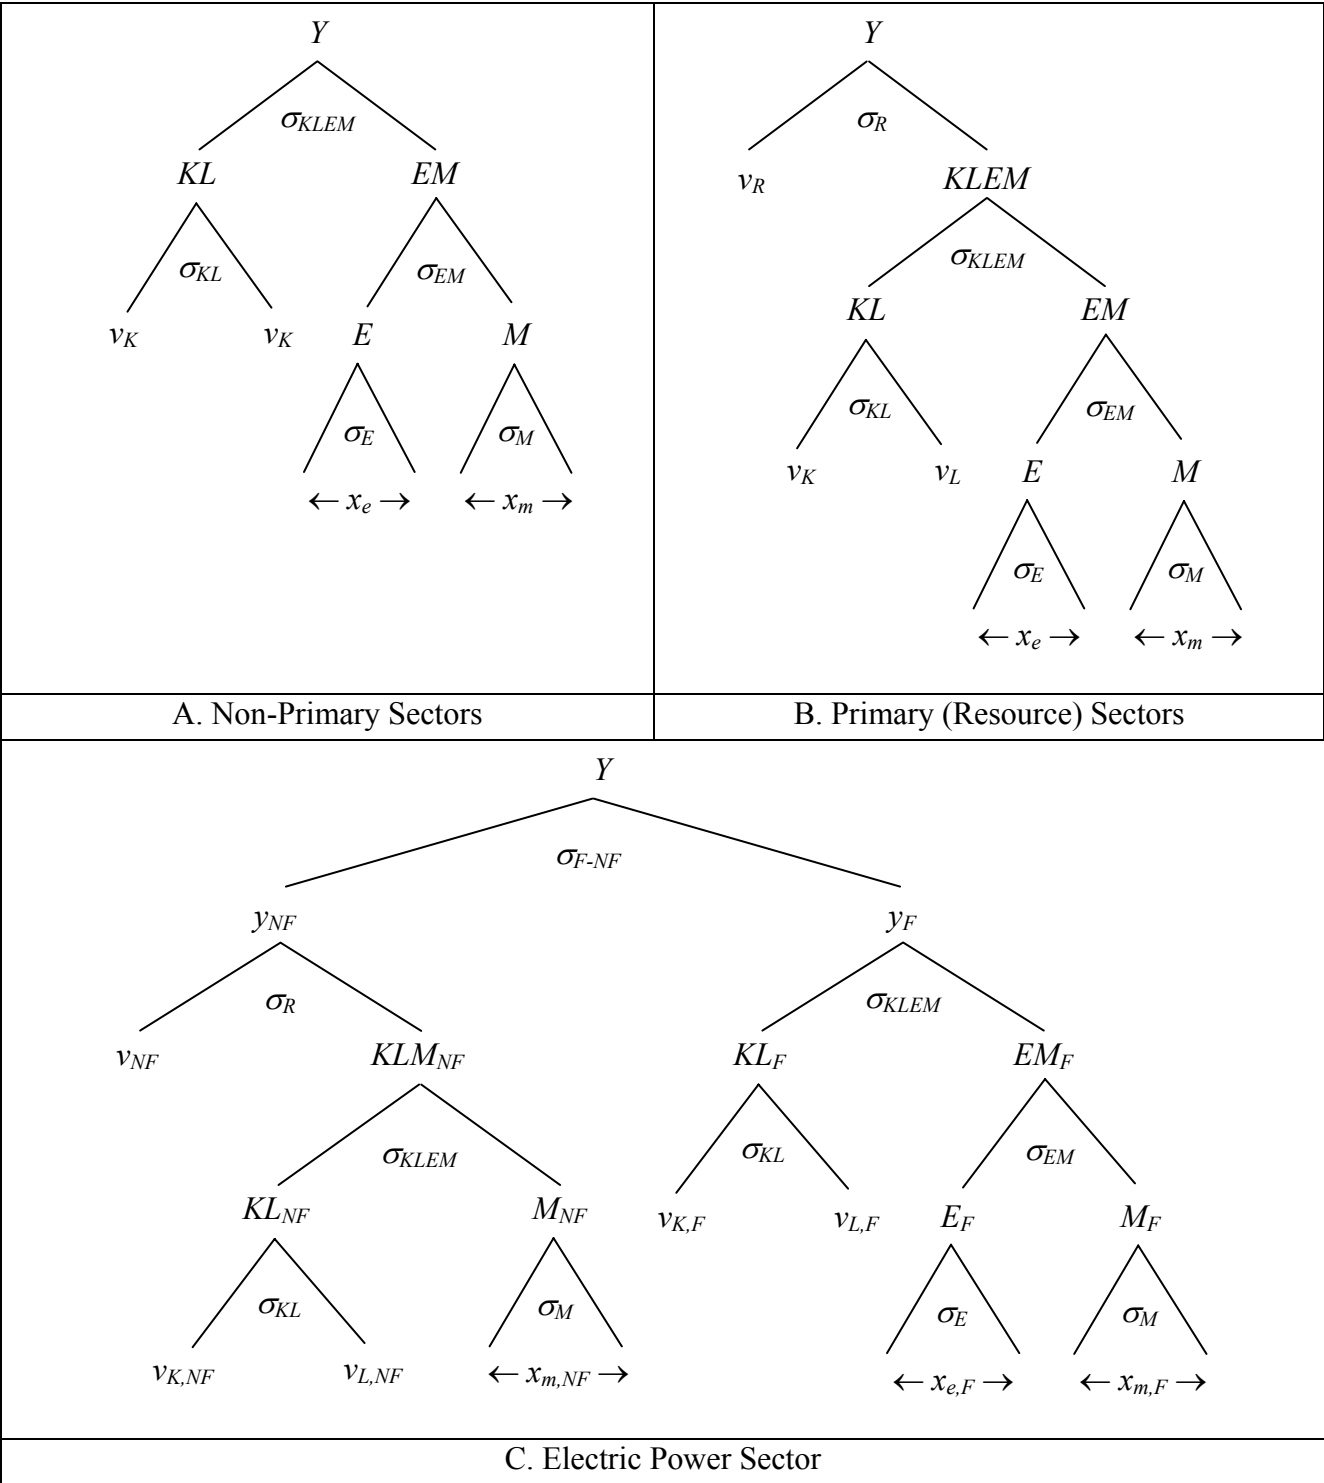 Y
σKLEM
KL EM
σKL σEM
vK vK E M
σE σM
← xe → ← xm →
A. Non-Primary Sectors
Y
σR
vR KLEM
σKLEM
KL EM
σKL σEM
vK vL E M
σE σM
← xe → ← xm →
B. Primary (Resource) Sectors
Y
σF-NF
yNF yF
σR σKLEM
vNF KLMNF KLF EMF
σKLEM σKL σEM
KLNF MNF vK,F vL,F EF MF
σKL σM σE σM
vK,NF vL,NF ← xm,NF → ← xe,F → ← xm,F →
C. Electric Power Sector